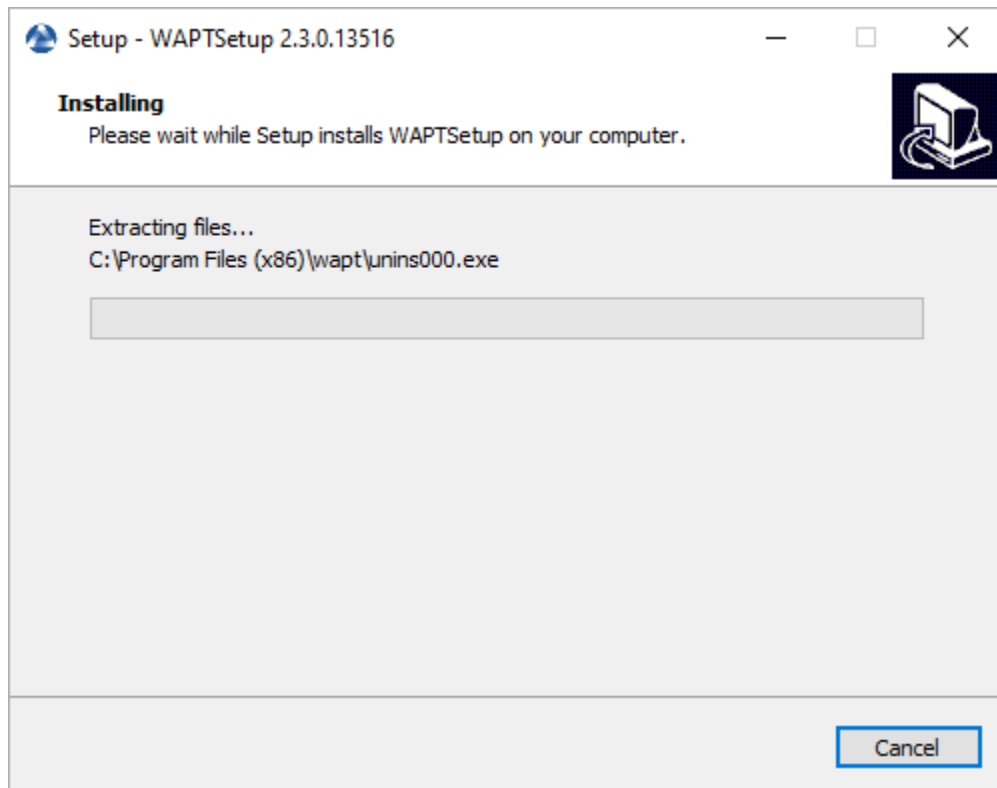 Setup - WAPTSetup 2.3.0.13516
Installing
Please wait while Setup installs WAPTSetup on your computer.
Extracting files...
C:\Program Files (x86)\wapt\unins000.exe
Cancel